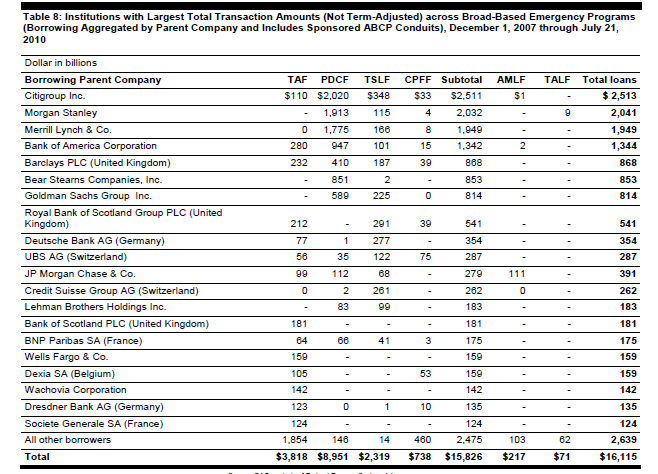 Table 8: Institutions with Largest Total Transaction Amounts (Not Term-Adjusted) across Broad-Based Emergency Programs
(Borrowing Aggregated by Parent Company and Includes Sponsored ABCP Conduits), December 1, 2007 through July 21,
2010
Dollar in billions
Borrowing Parent Company TAF PDCF TSLF CPFF Subtotal AMLF TALF Total loans
Citigroup Inc. $110 $2,020 $348 $33 $2,511 $1 - $ 2,513
Morgan Stanley - 1,913 115 4 2,032 - 9 2,041
Merrill Lynch & Co. 0 1,775 166 8 1,949 - - 1,949
Bank of America Corporation 280 947 101 15 1,342 2 - 1,344
Barclays PLC (United Kingdom) 232 410 187 39 868 - - 868
Bear Stearns Companies, Inc. - 851 2 - 853 - - 853
Goldman Sachs Group Inc. - 589 225 0 814 - - 814
Royal Bank of Scotland Group PLC (United
Kingdom) 212 - 291 39 541 - - 541
Deutsche Bank AG (Germany) 77 1 277 - 354 - - 354
UBS AG (Switzerland) 56 35 122 75 287 - - 287
JP Morgan Chase & Co. 99 112 68 - 279 111 - 391
Credit Suisse Group AG (Switzerland) 0 2 261 - 262 0 - 262
Lehman Brothers Holdings Inc. - 83 99 - 183 - - 183
Bank of Scotland PLC (United Kingdom) 181 - - - 181 - - 181
BNP Paribas SA (France) 64 66 41 3 175 - - 175
Wells Fargo & Co. 159 - - - 159 - - 159
Dexia SA (Belgium) 105 - - 53 159 - - 159
Wachovia Corporation 142 - - - 142 - - 142
Dresdner Bank AG (Germany) 123 0 1 10 135 - - 135
Societe Generale SA (France) 124 - - - 124 - - 124
All other borrowers 1,854 146 14 460 2,475 103 62 2,639
Total $3,818 $8,951 $2,319 $738 $15,826 $217 $71 $16,115